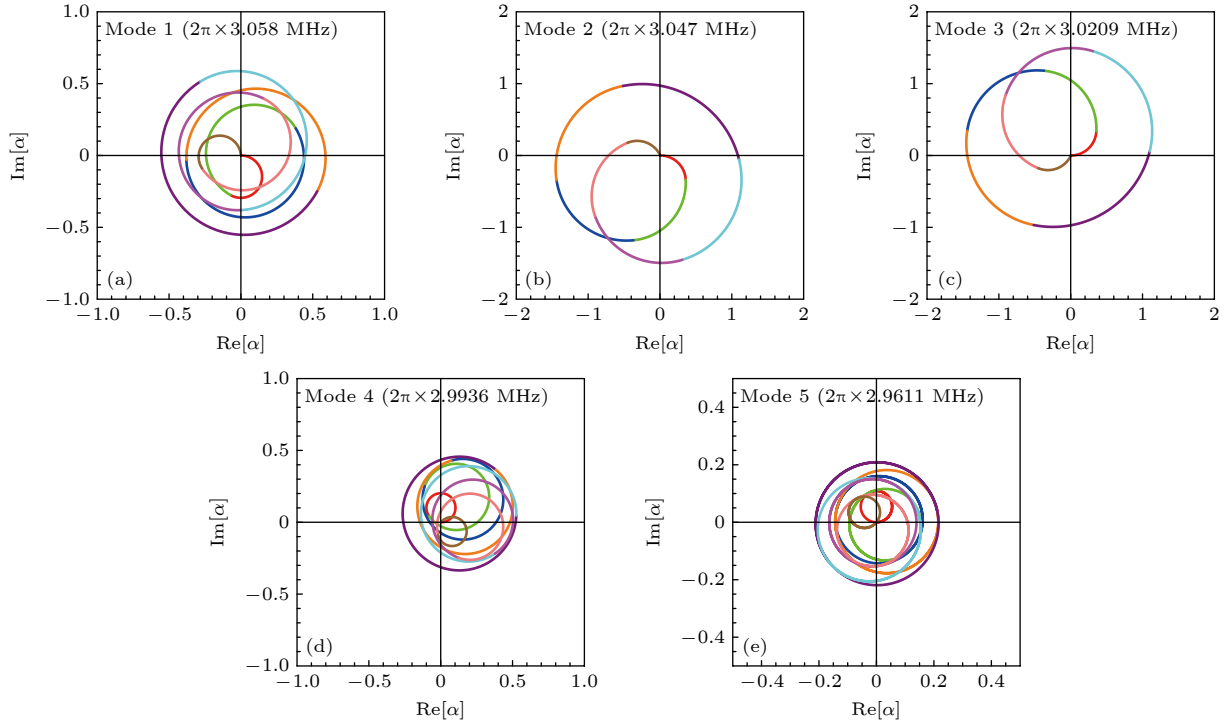 Mode 1 (2π×3.058 MHz)
1.0
0.5
0
−0.5
−1.0
Im[α]
(a)
−1.0
−0.5
0
0.5
1.0
Re[α]
Mode 2 (2π×3.047 MHz)
2
1
0
−1
−2
Im[α]
(b)
−2
−1
0
1
2
Re[α]
Mode 3 (2π×3.0209 MHz)
2
1
0
−1
−2
Im[α]
(c)
−2
−1
0
1
2
Re[α]
Mode 4 (2π×2.9936 MHz)
1.0
0.5
0
−0.5
−1.0
Im[α]
(d)
−1.0
−0.5
0
0.5
1.0
Re[α]
Mode 5 (2π×2.9611 MHz)
0.4
0.2
0
−0.2
−0.4
Im[α]
(e)
−0.4
−0.2
0
0.2
0.4
Re[α]